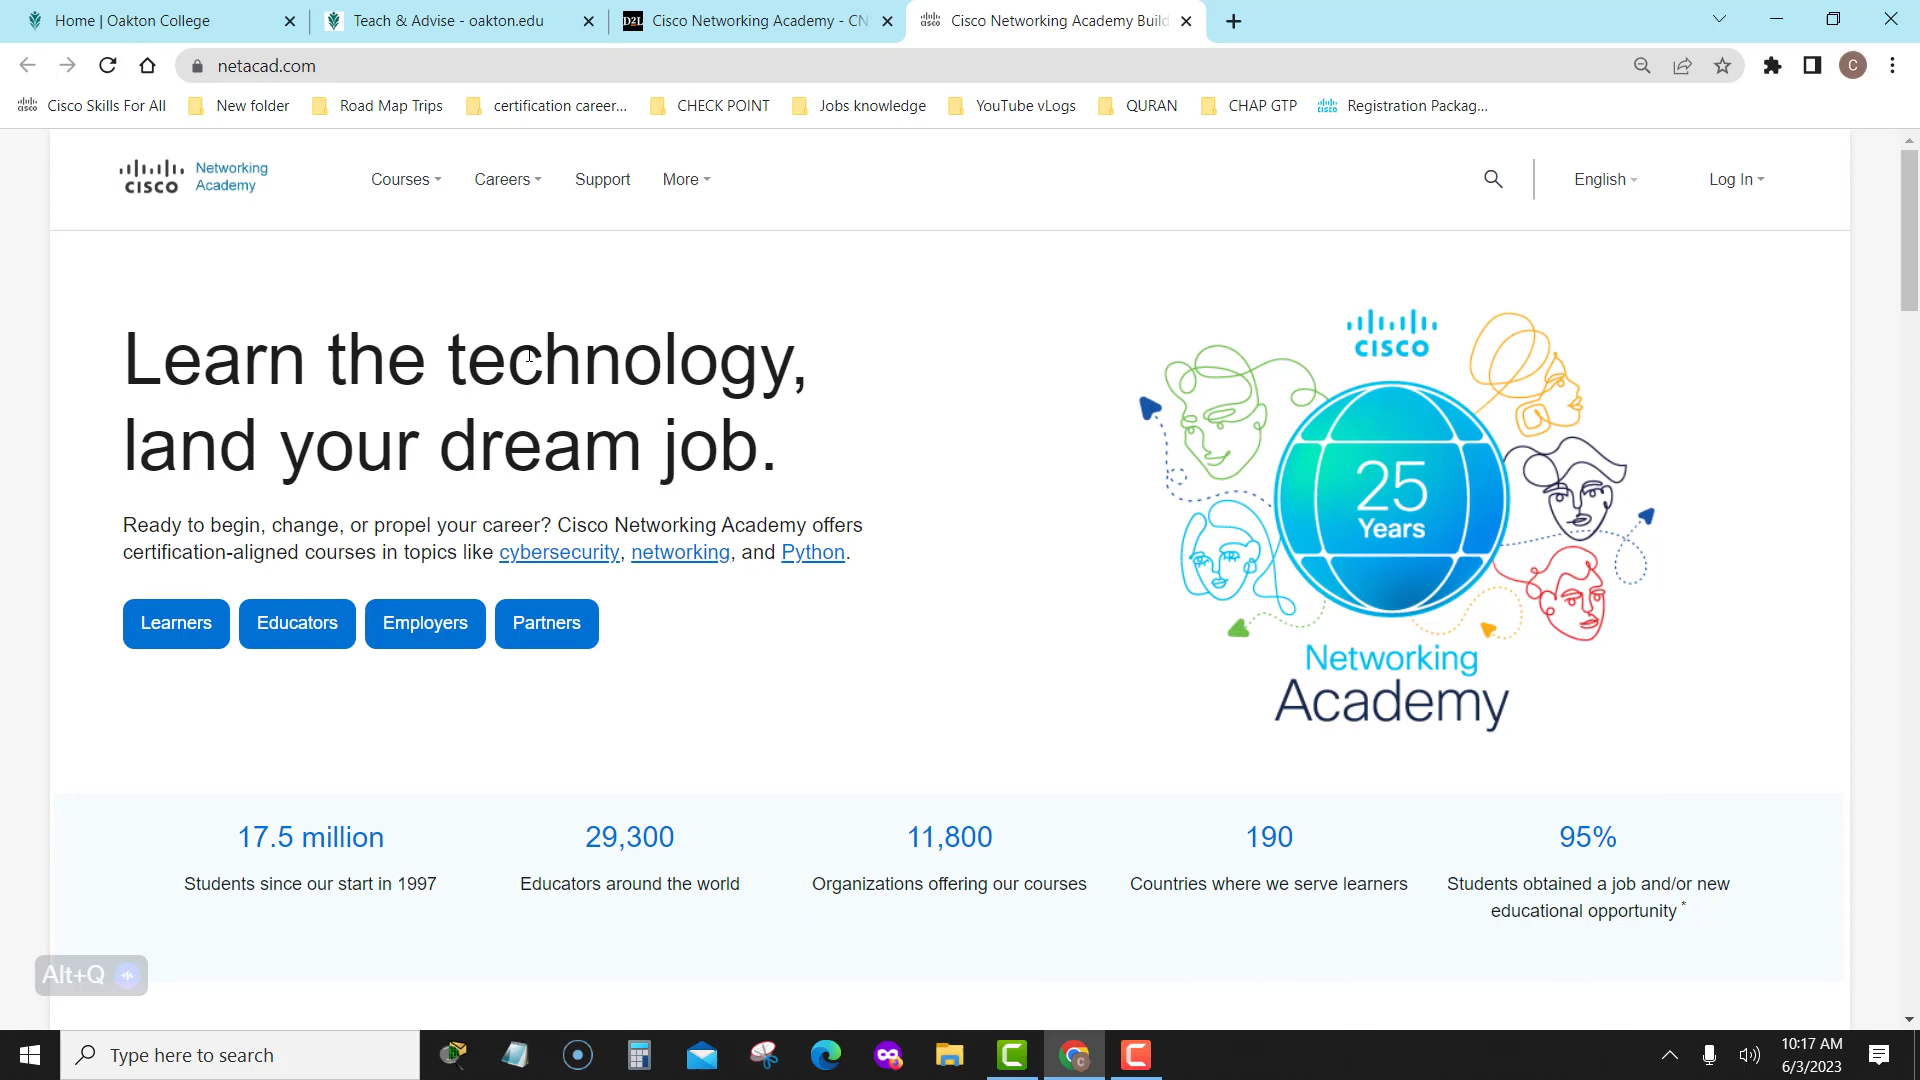 Home | Oakton College
Teach & Advise - oakton.edu
D2L
Cisco Networking Academy - CN
Cisco Networking Academy Build
netacad.com
C
Cisco Skills For All
New folder
Road Map Trips
certification career...
CHECK POINT
Jobs knowledge
YouTube vLogs
QURAN
CHAP GTP
Registration Packag...
CISCO Networking
Academy
Courses
Careers
Support
More
English
Log In
Learn the technology,
land your dream job.
Ready to begin, change, or propel your career? Cisco Networking Academy offers
certification-aligned courses in topics like cybersecurity, networking, and Python.
Learners
Educators
Employers
Partners
CISCO
25
Years
Networking
Academy
17.5 million
Students since our start in 1997
29,300
Educators around the world
11,800
Organizations offering our courses
190
Countries where we serve learners
95%
Students obtained a job and/or new
educational opportunity *
Alt+Q
Type here to search
10:17 AM
6/3/2023